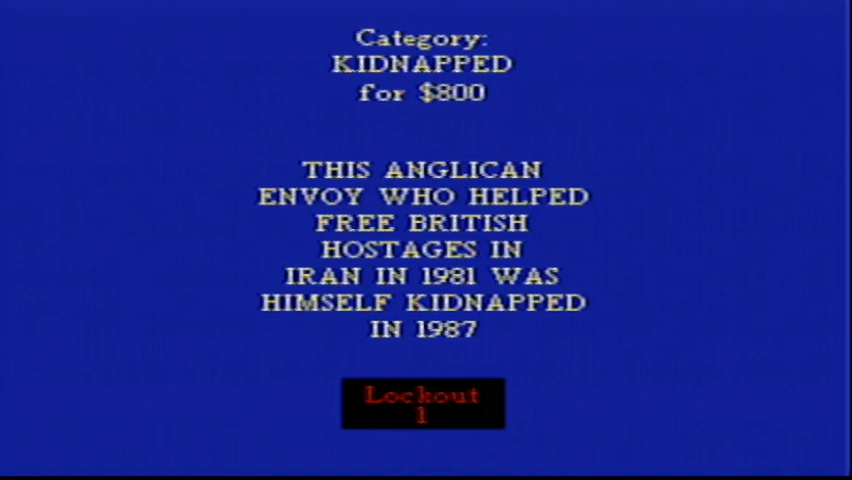 Category:
KIDNAPPED
for $800
THIS ANGLICAN
ENVOY WHO HELPED
FREE BRITISH
HOSTAGES IN
IRAN IN 1981 WAS
HIMSELF KIDNAPPED
IN 1987
Lockout
1